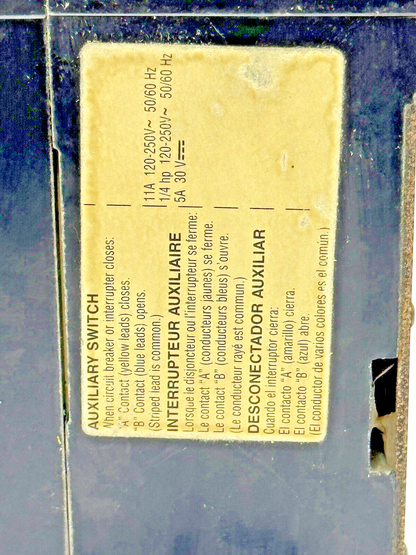 AUXILIARY SWITCH
When circuit breaker or interrupter closes:
"A" Contact (yellow leads) closes.
"B" Contact (blue leads) opens.
(Striped lead is common.)
INTERRUPTEUR AUXILIAIRE
Lorsque le disjoncteur ou l'interrupteur se ferme:
Le contact "A" (conducteurs jaunes) se ferme.
Le contact "B" (conducteurs bleus) s'ouvre.
(Le conducteur rayé est commun.)
DESCONECTADOR AUXILIAR
Cuando el interruptor cierra:
El contacto "A" (amarillo) cierra.
El contacto "B" (azul) abre.
(El conductor de varios colores es el común)
11A 120-250V~ 50/60 Hz
1/4 hp 120-250V~ 50/60 Hz
5A 30 V⎓